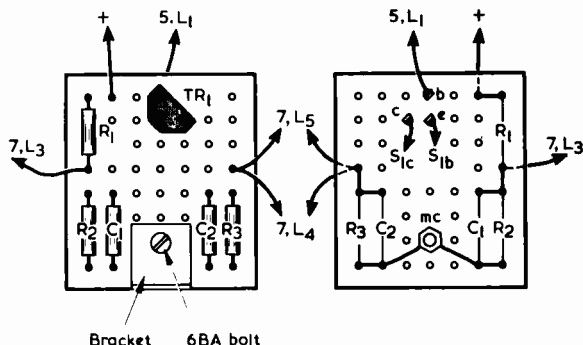 +
5, L₁
5, L₁
+
TR₁
b
c
e
R₁
7, L₅
R₁
7, L₃
S₁c
S₁b
7, L₃
7, L₄
mc
R₂
C₁
C₂
R₃
R₃
C₂
C₁
R₂
Bracket
6BA bolt